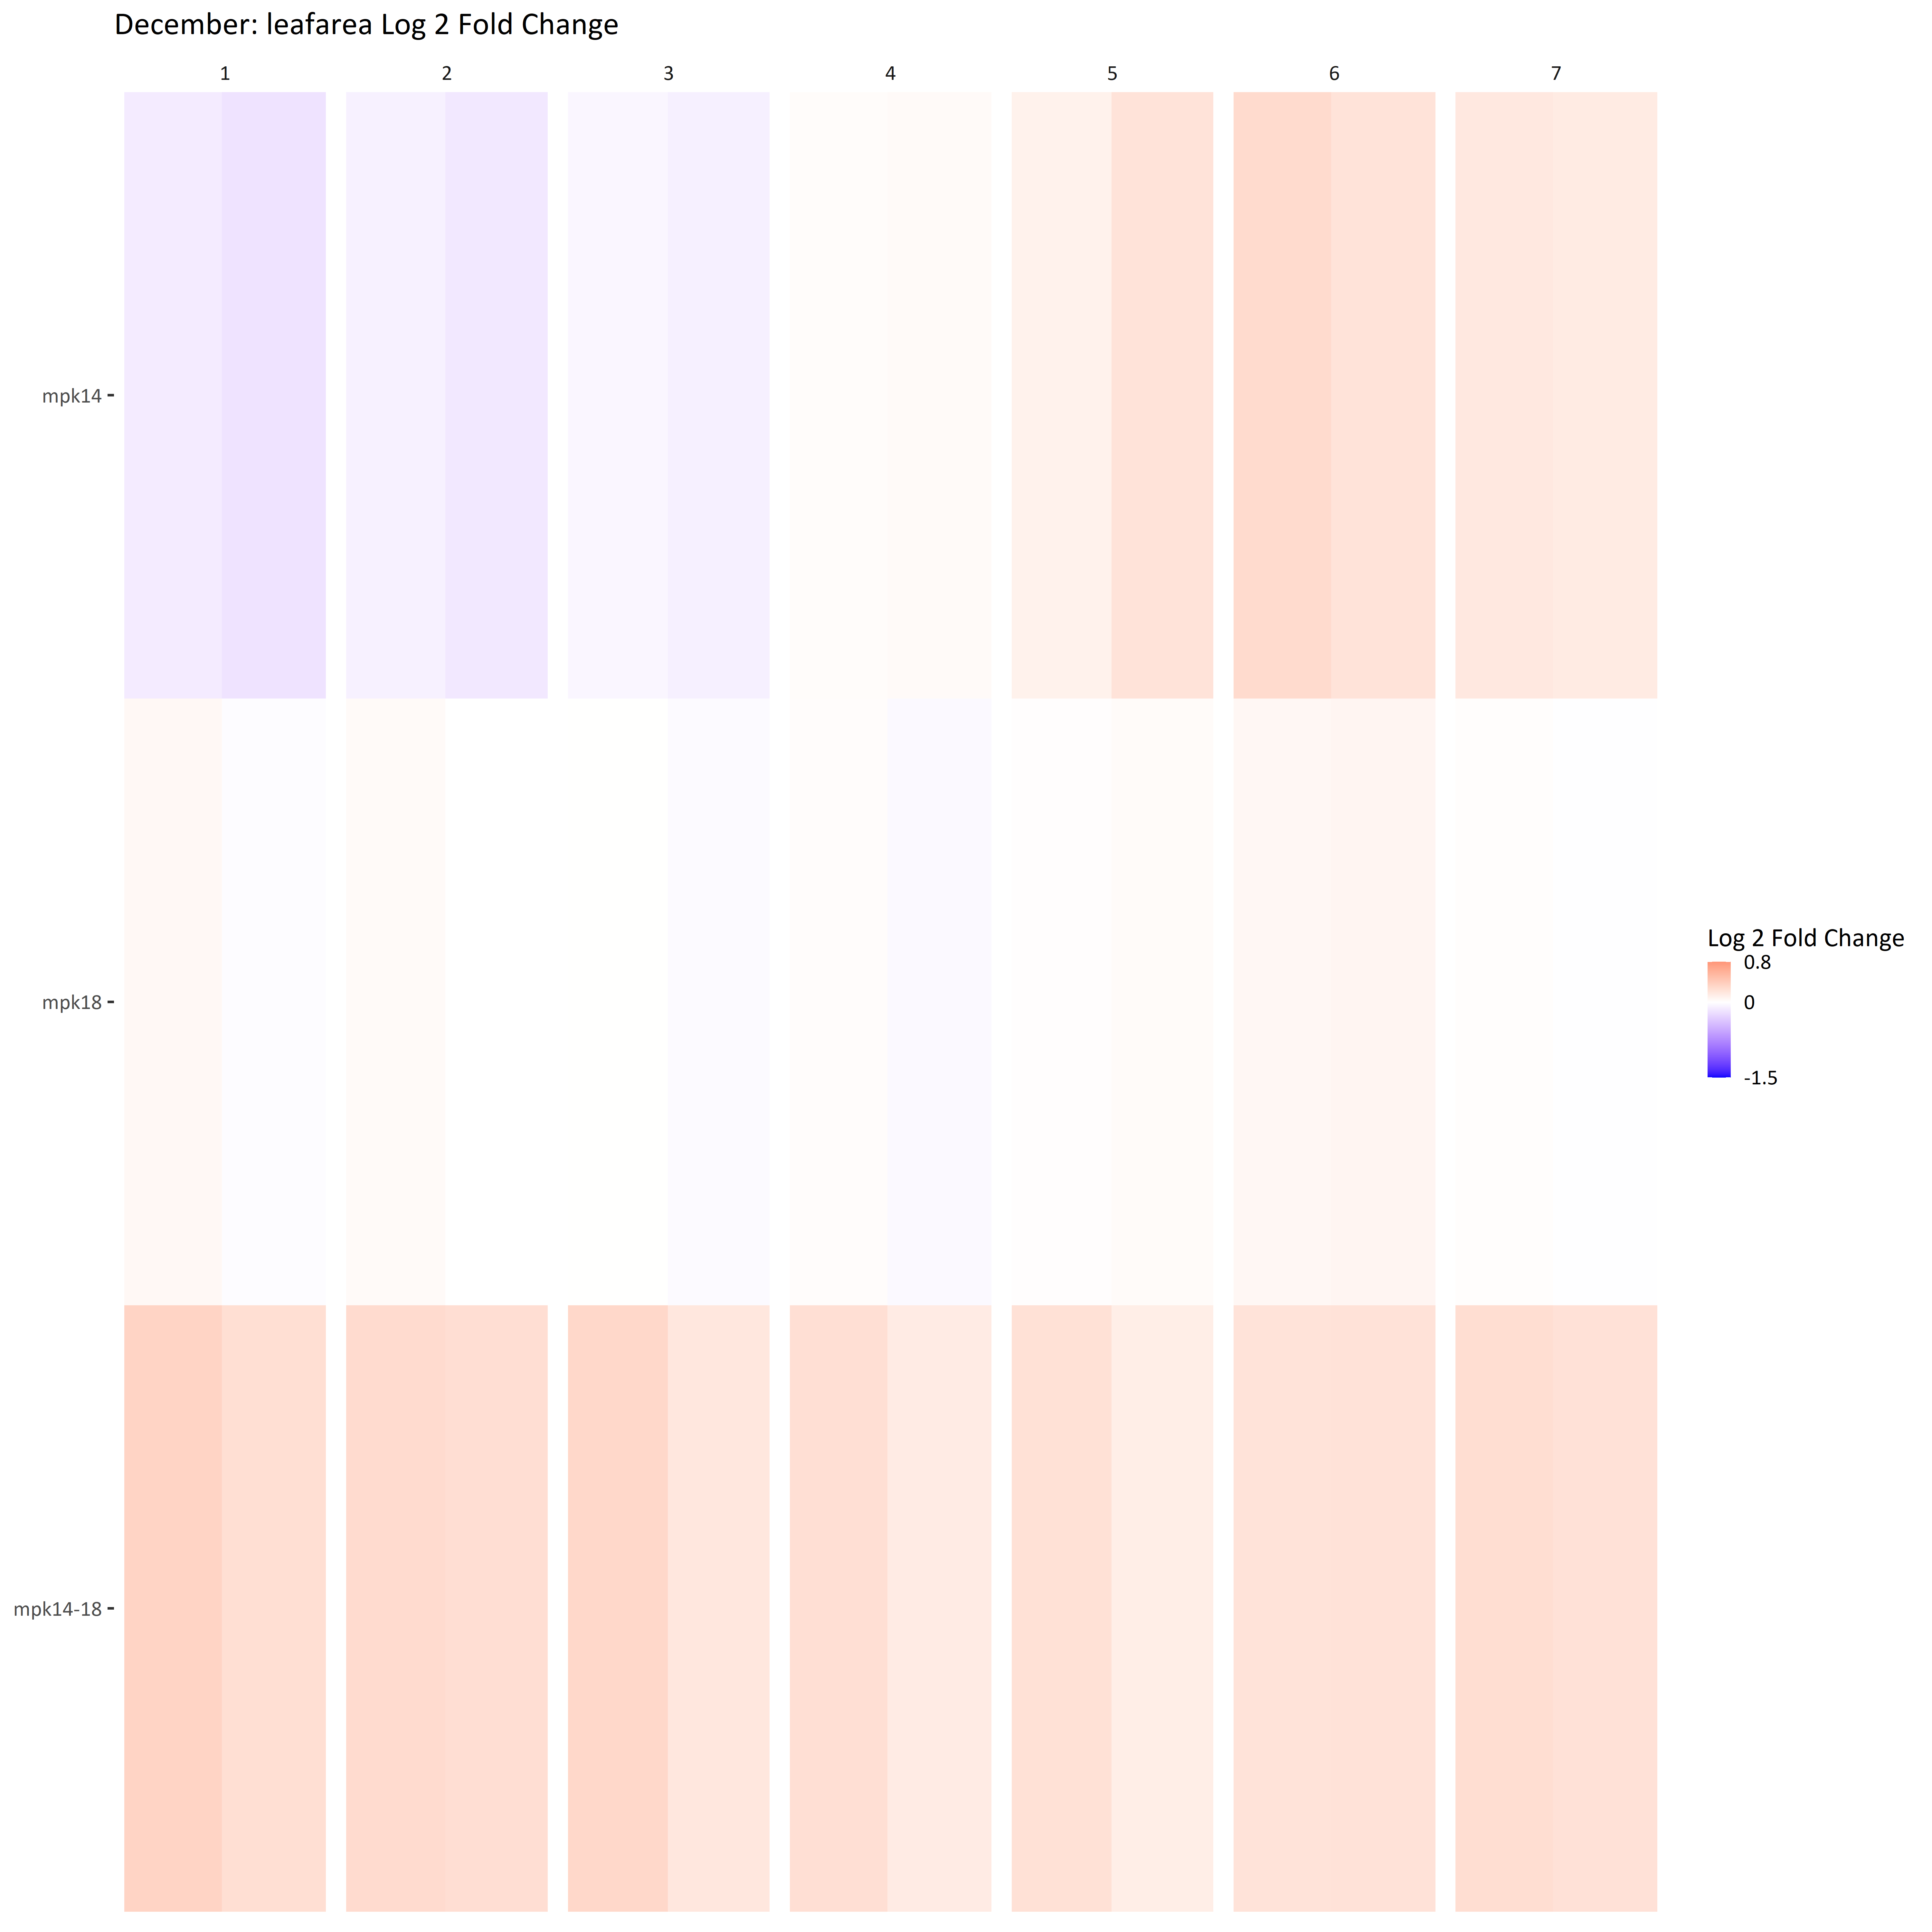 December: leafarea Log 2 Fold Change
1 2 3 4 5 6 7
mpk14
mpk18
mpk14-18
Log 2 Fold Change
0.8
0
-1.5